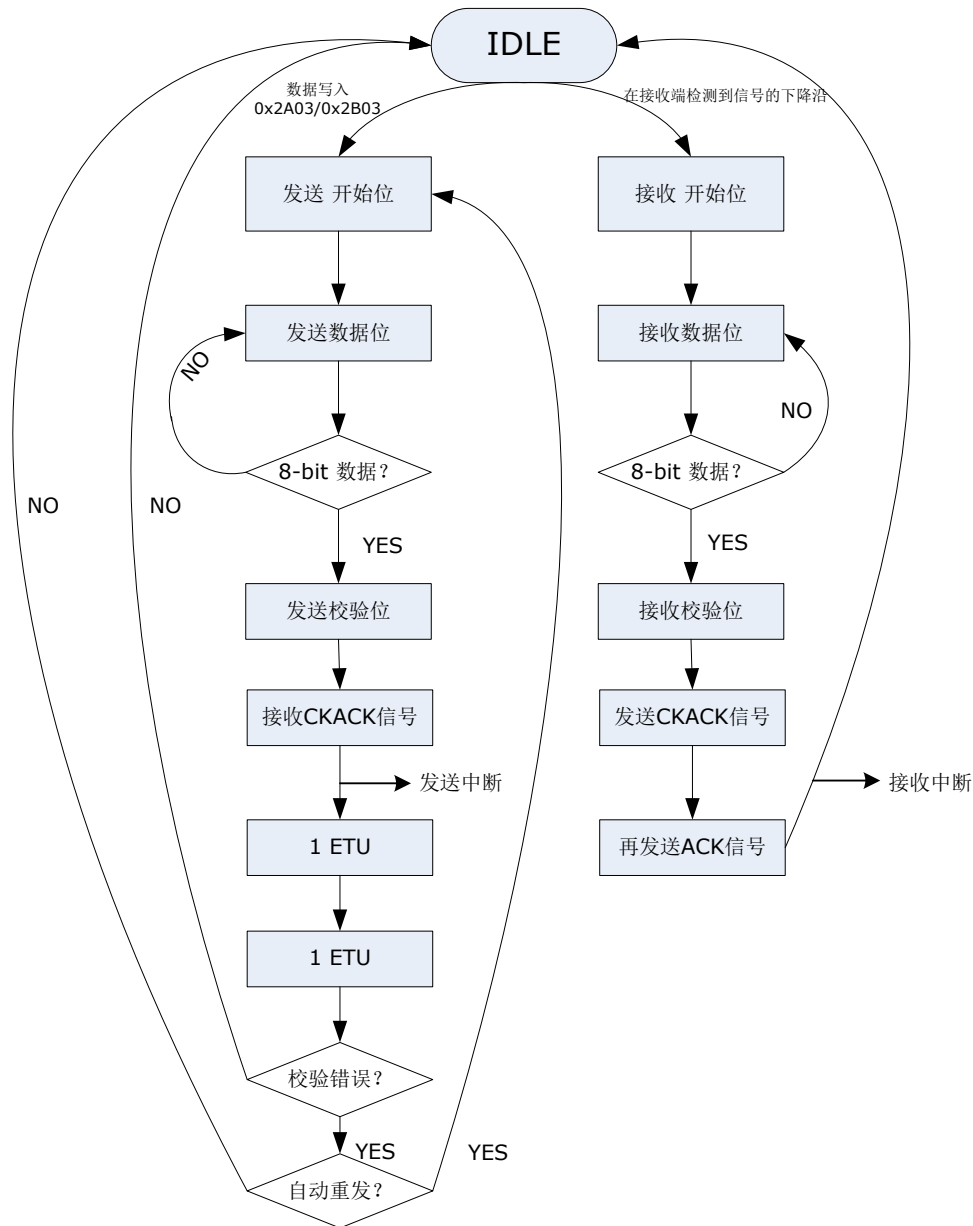 IDLE
数据写入
0x2A03/0x2B03
在接收端检测到信号的下降沿
发送 开始位
接收 开始位
发送数据位
接收数据位
NO
NO
8-bit 数据?
8-bit 数据?
NO
NO
YES
YES
发送校验位
接收校验位
接收CKACK信号
发送CKACK信号
发送中断
接收中断
1 ETU
再发送ACK信号
1 ETU
校验错误?
YES
YES
自动重发?